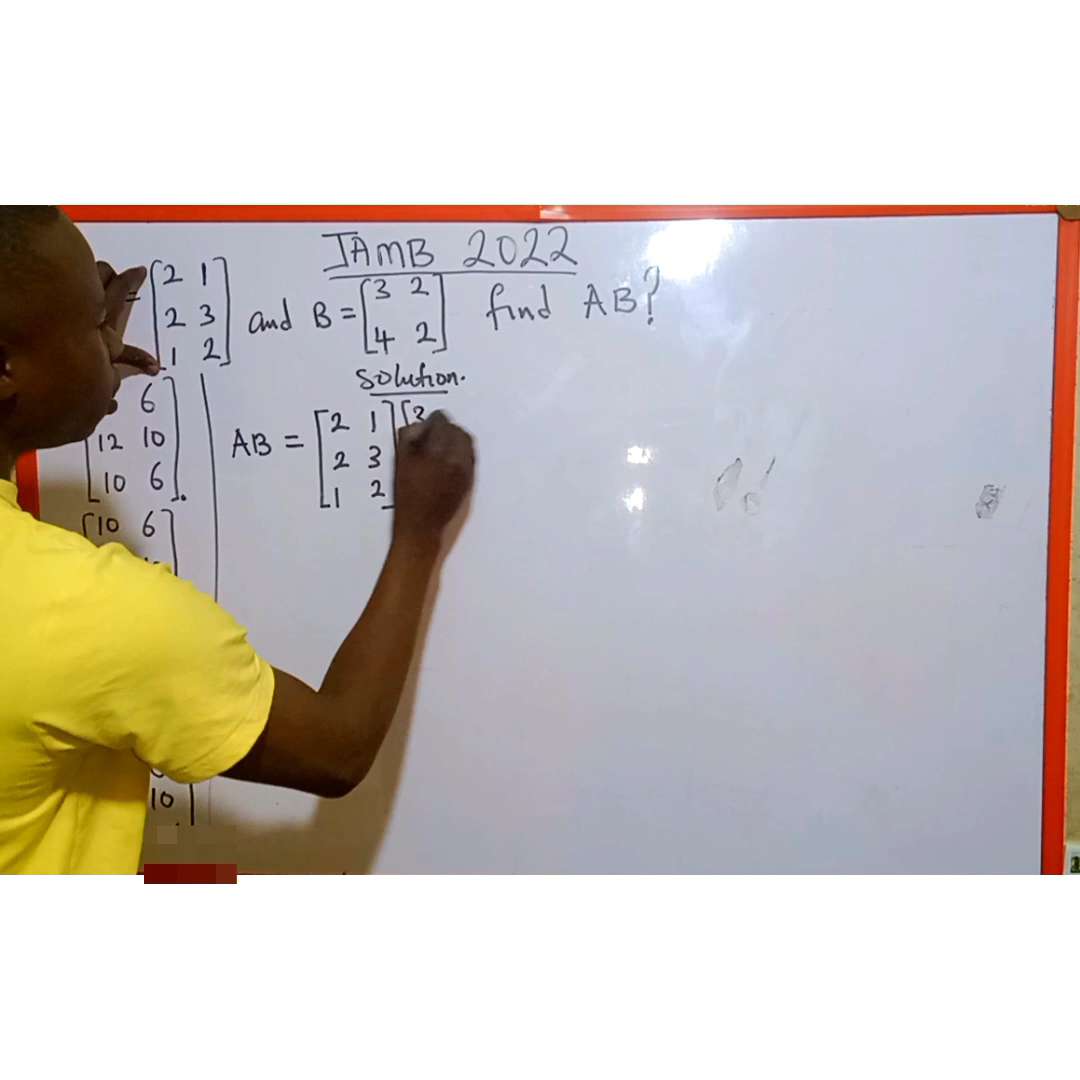 JAMB 2022
= [2 1
2 3
1 2] and B = [3 2
4 2] find AB?
Solution.
AB = [2 1
2 3
1 2] [3
6]
12 10
[10 6].
[10 6]
10